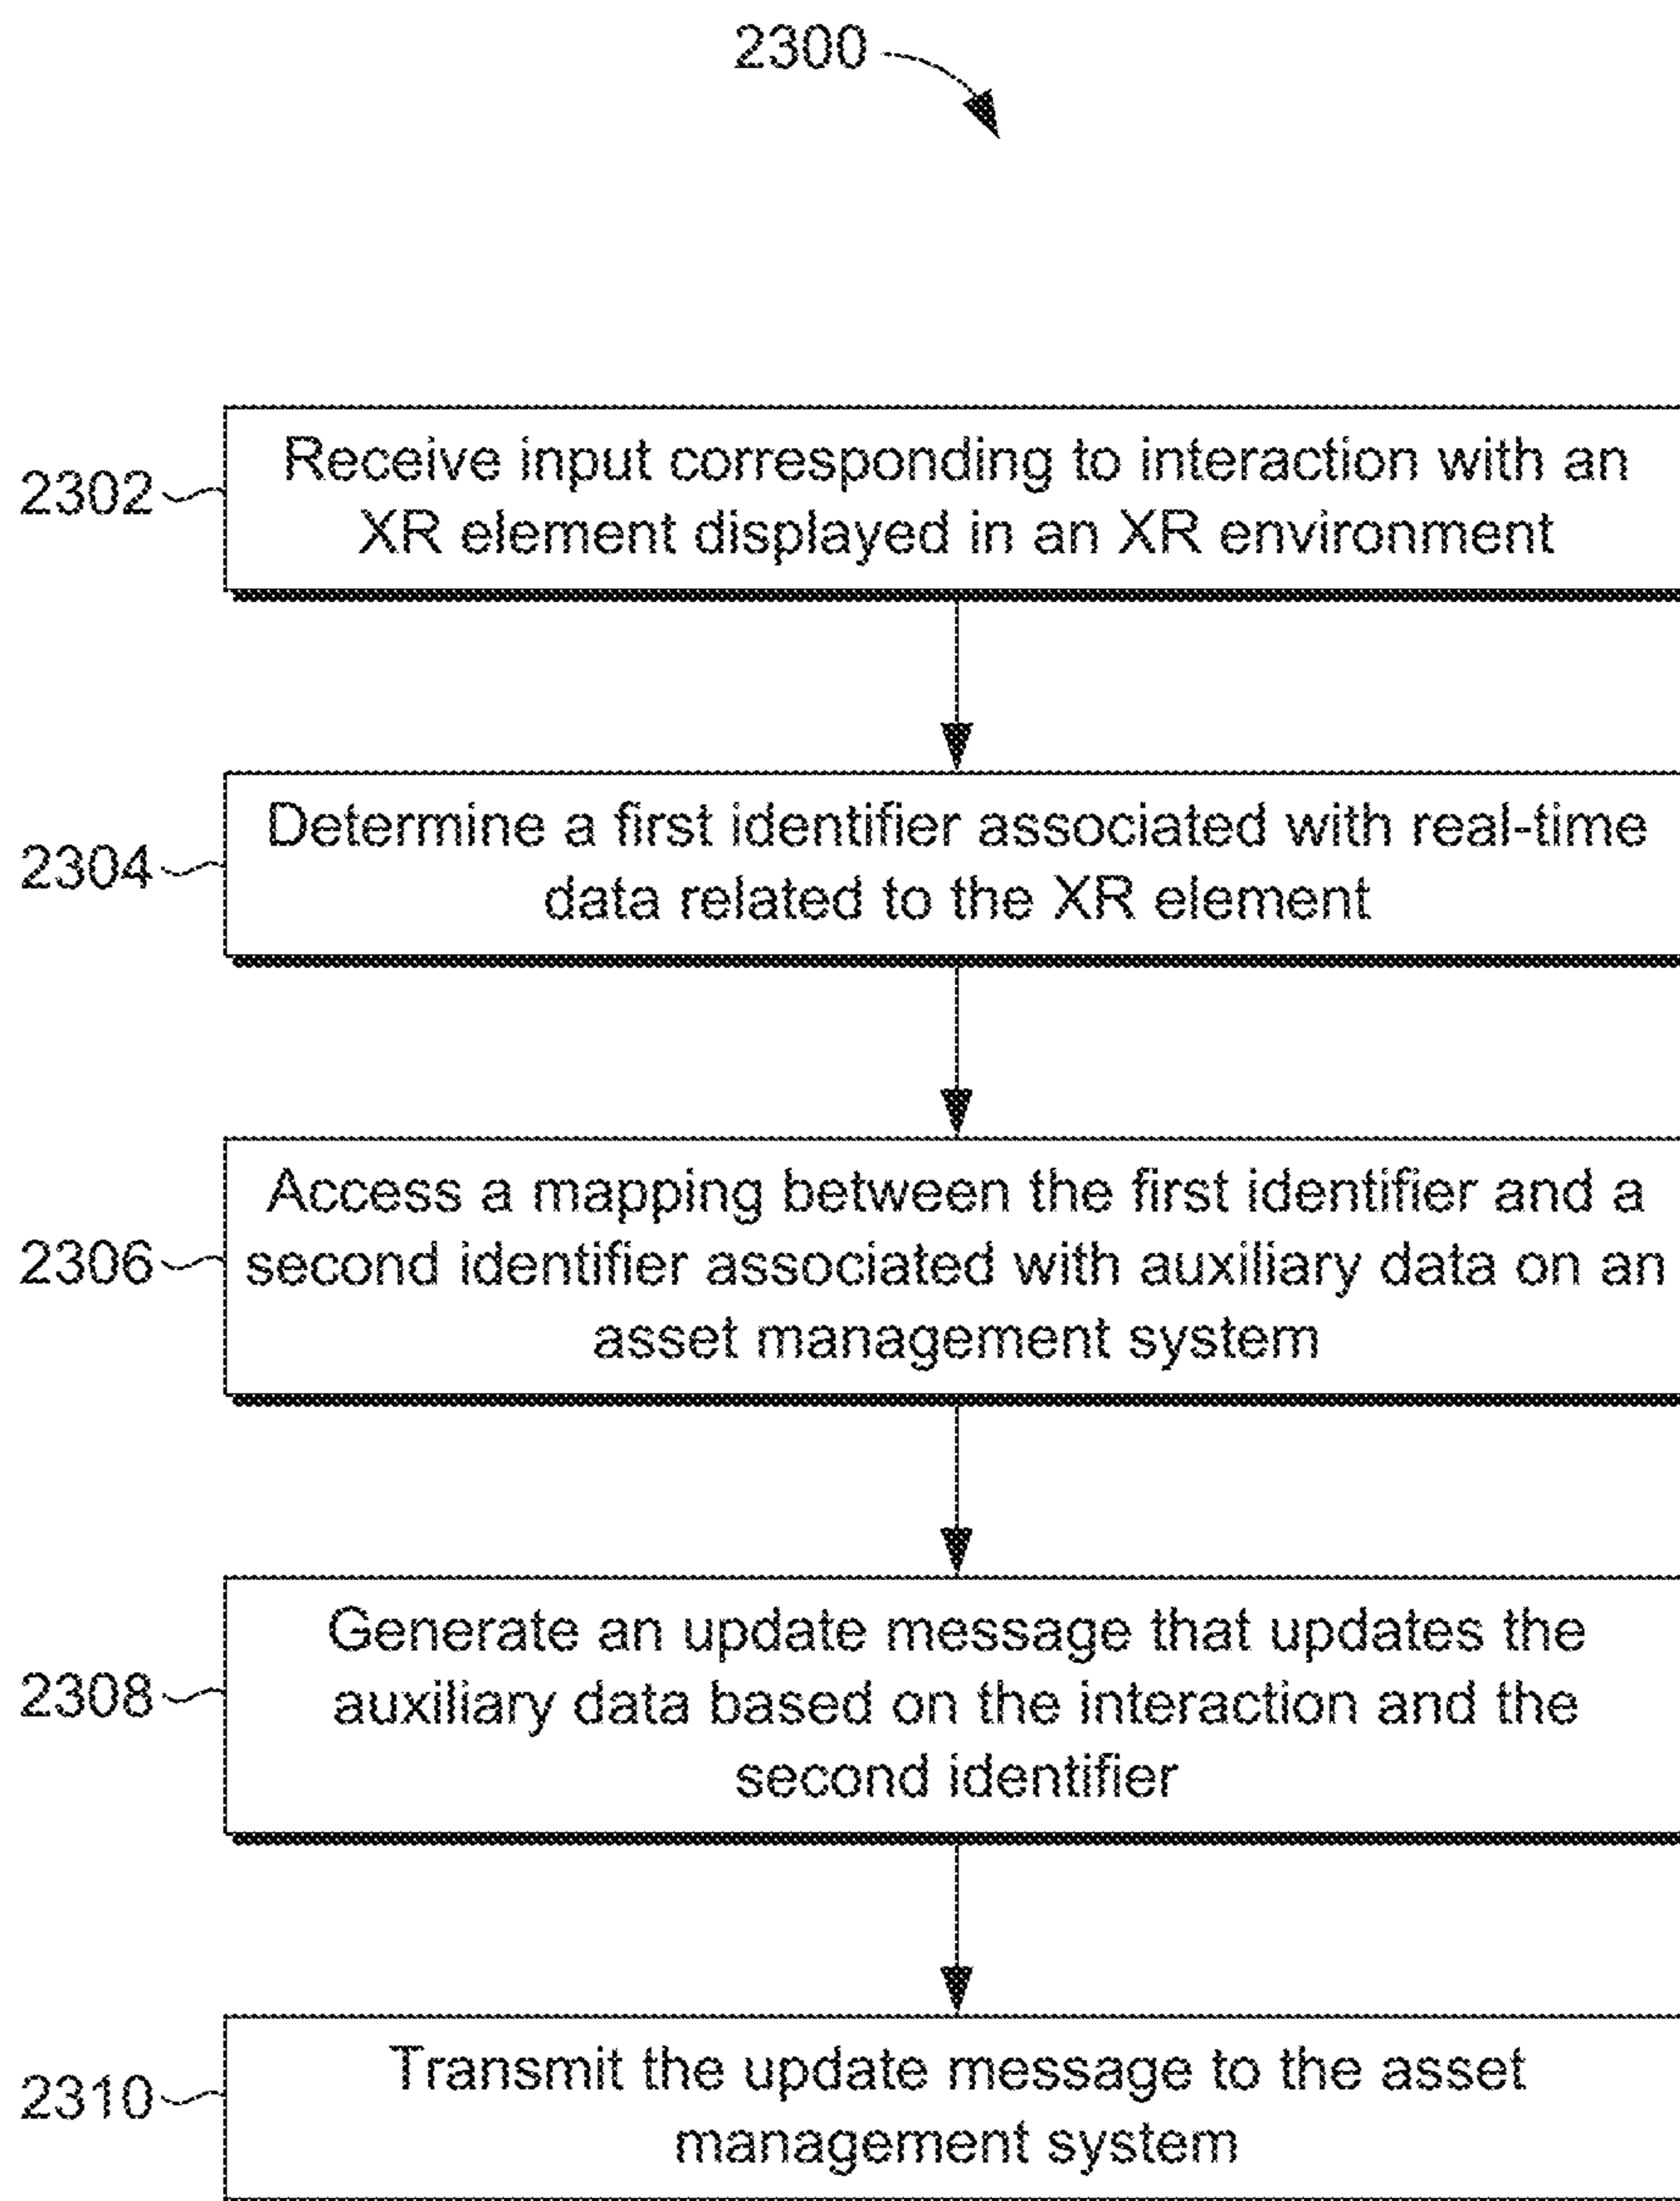 2300
2302
Receive input corresponding to interaction with an
XR element displayed in an XR environment
2304
Determine a first identifier associated with real-time
data related to the XR element
2306
Access a mapping between the first identifier and a
second identifier associated with auxiliary data on an
asset management system
2308
Generate an update message that updates the
auxiliary data based on the interaction and the
second identifier
2310
Transmit the update message to the asset
management system